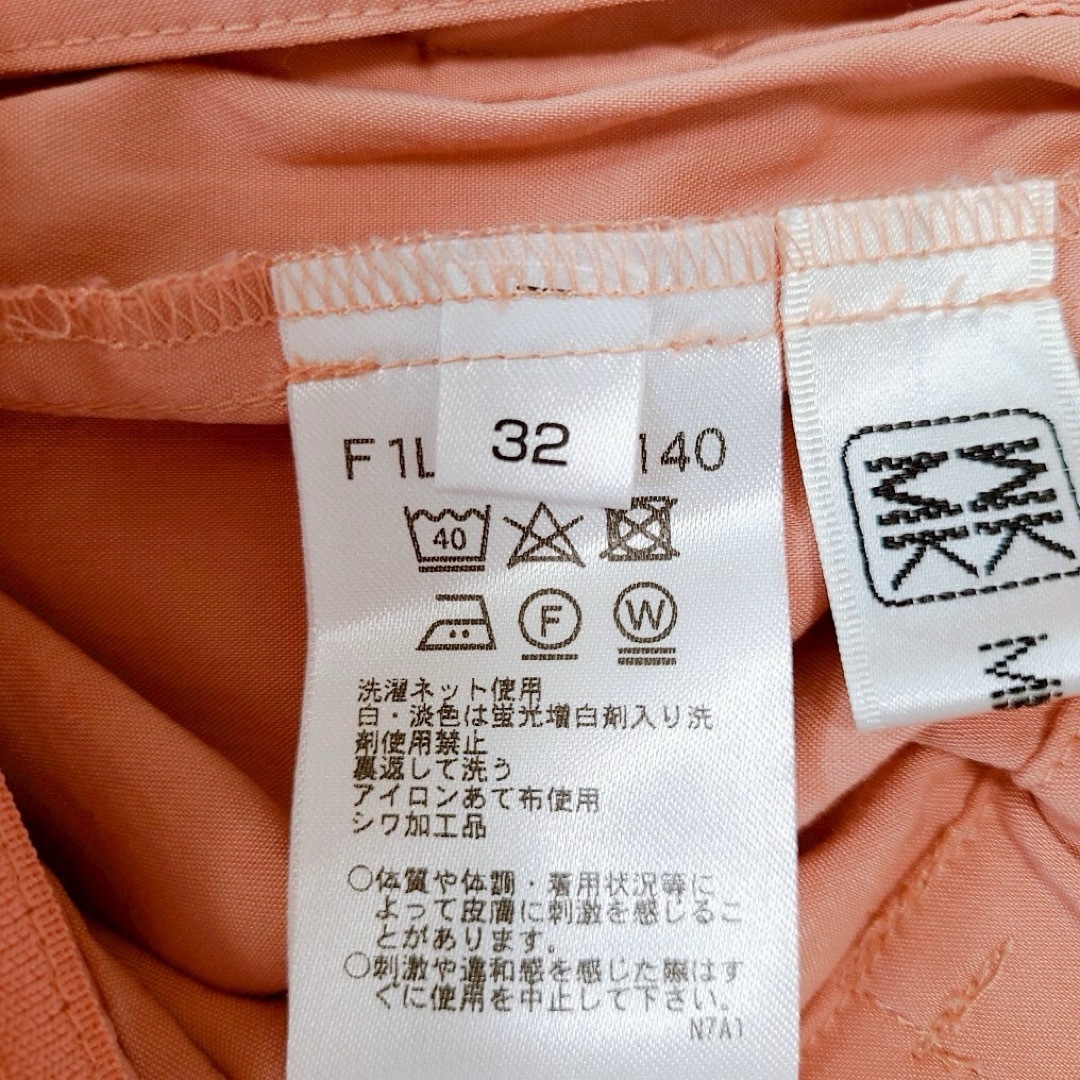 32
F1L 140
40
F W
洗濯ネット使用
白・淡色は蛍光増白剤入り洗
剤使用禁止
裏返して洗う
アイロンあて布使用
シワ加工品
○体質や体調・着用状況等に
よって皮膚に刺激を感じるこ
とがあります。
○刺激や違和感を感じた際はす
ぐに使用を中止して下さい。
N7A1